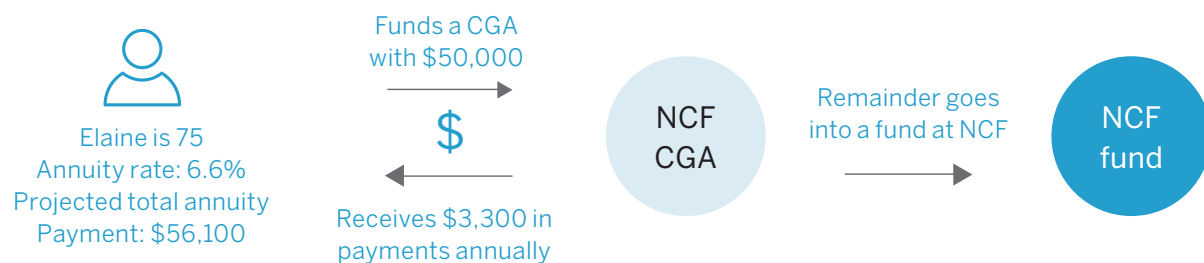 Elaine is 75
Annuity rate: 6.6%
Projected total annuity
Payment: $56,100
Funds a CGA
with $50,000
$
Receives $3,300 in
payments annually
NCF
CGA
Remainder goes
into a fund at NCF
NCF
fund